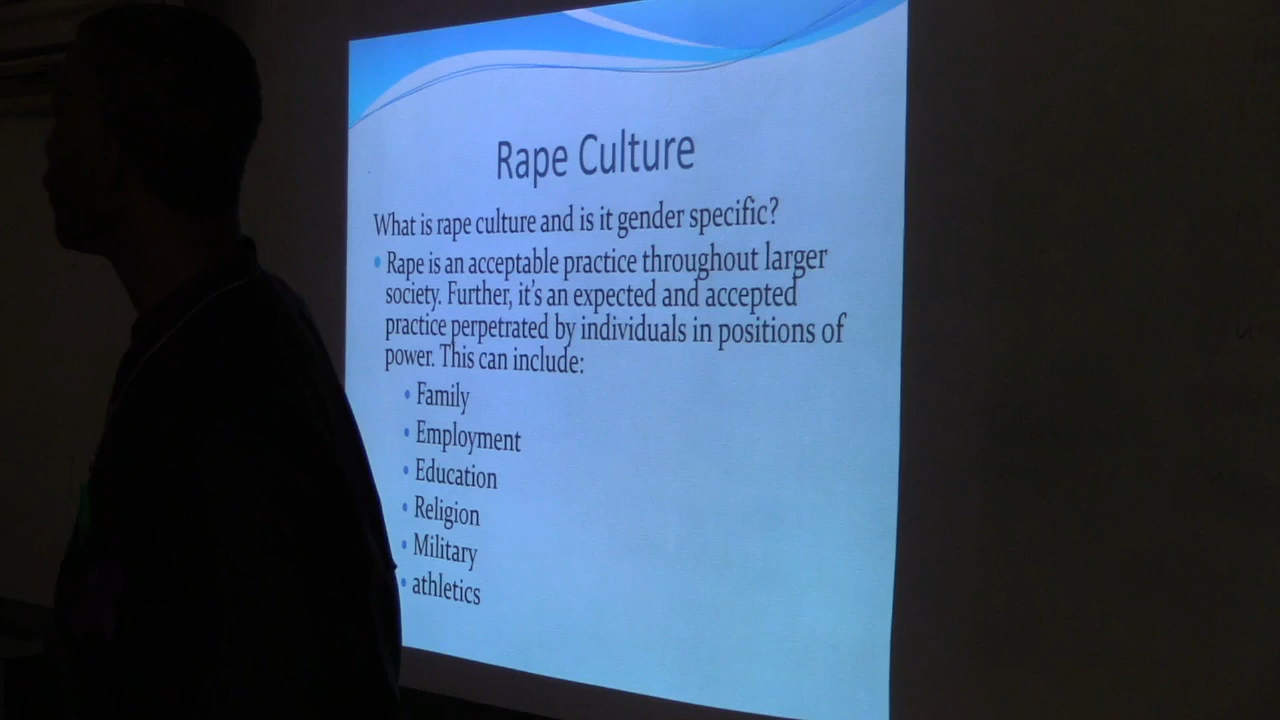 Rape Culture
What is rape culture and is it gender specific?
Rape is an acceptable practice throughout larger
society. Further, it's an expected and accepted
practice perpetrated by individuals in positions of
power. This can include:
Family
Employment
Education
Religion
Military
athletics